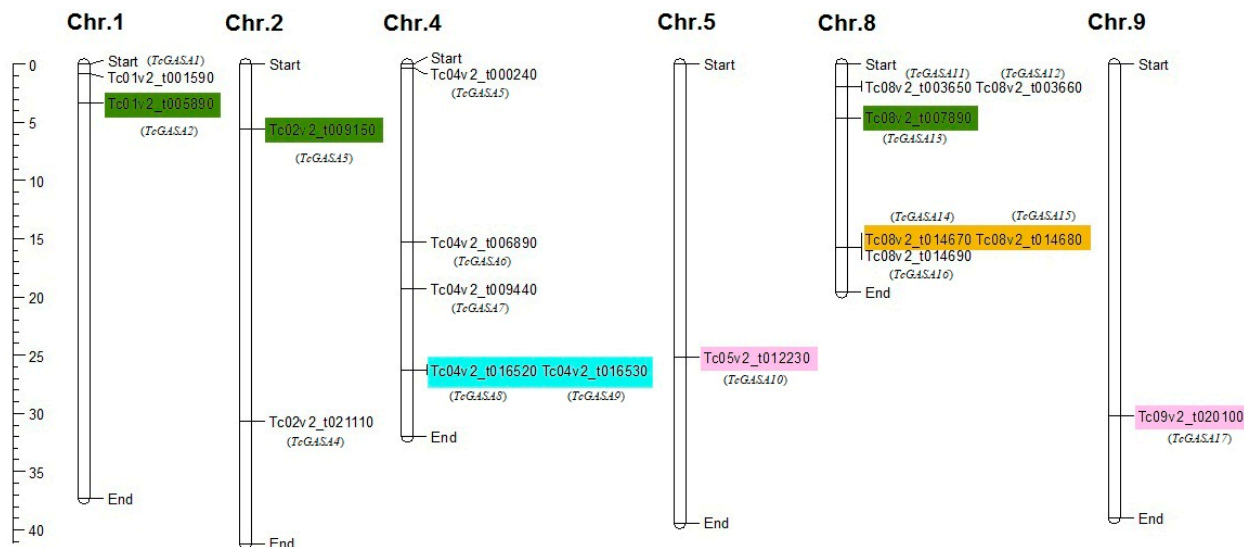 Chr.1
Chr.2
Chr.4
Chr.5
Chr.8
Chr.9
0
5
10
15
20
25
30
35
40
Start (TcGASA1)
Tc01v2_t001590
Tc01v2_t005890
(TcGASA2)
End
Start
Tc02v2_t009150
(TcGASA3)
Tc02v2_t021110
(TcGASA4)
End
Start
Tc04v2_t000240
(TcGASA5)
Tc04v2_t006890
(TcGASA6)
Tc04v2_t009440
(TcGASA7)
Tc04v2_t016520 Tc04v2_t016530
(TcGASA8) (TcGASA9)
End
Start
Tc05v2_t012230
(TcGASA10)
End
Start
(TcGASA11) (TcGASA12)
Tc08v2_t003650 Tc08v2_t003660
Tc08v2_t007890
(TcGASA13)
(TcGASA14) (TcGASA15)
Tc08v2_t014670 Tc08v2_t014680
Tc08v2_t014690
(TcGASA16)
End
Start
Tc09v2_t020100
(TcGASA17)
End